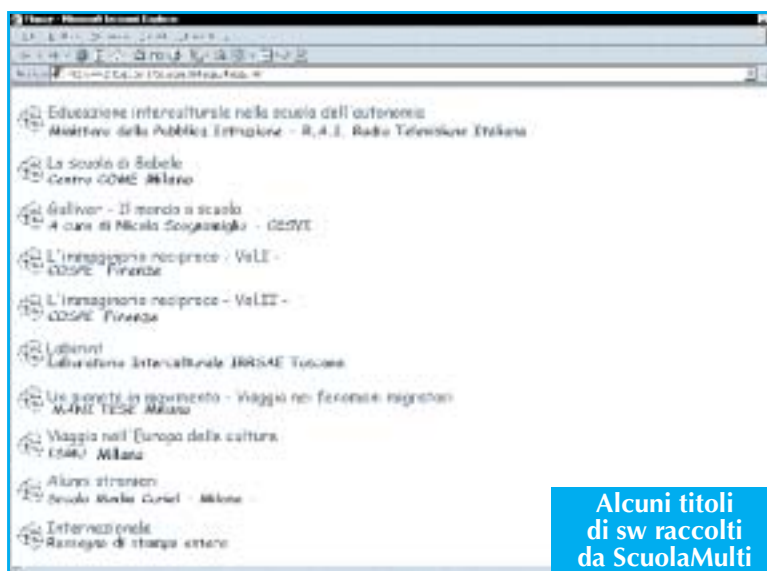 Microsoft Internet Explorer
Educazione interculturale nella scuola dell'autonomia
Ministero della Pubblica Istruzione - R.A.I. Radio Televisione Italiana
La scuola di Babele
Centro COME Milano
Gulliver - Il mondo a scuola
A cura di Nicola Scognamiglio - CESVI
L'immaginario reciproco - Vol.I -
COSPE Firenze
L'immaginario reciproco - Vol.II -
COSPE Firenze
Labirinti
Laboratorio Interculturale IRRSAE Toscana
Un pianeta in movimento - Viaggio nei fenomeni migratori
MANI TESE Milano
Viaggio nell'Europa delle culture
Milano
Alunni stranieri
Scuola Media Curiel - Milano
Internazionale
Rassegna di stampa estera
Alcuni titoli
di sw raccolti
da ScuolaMulti